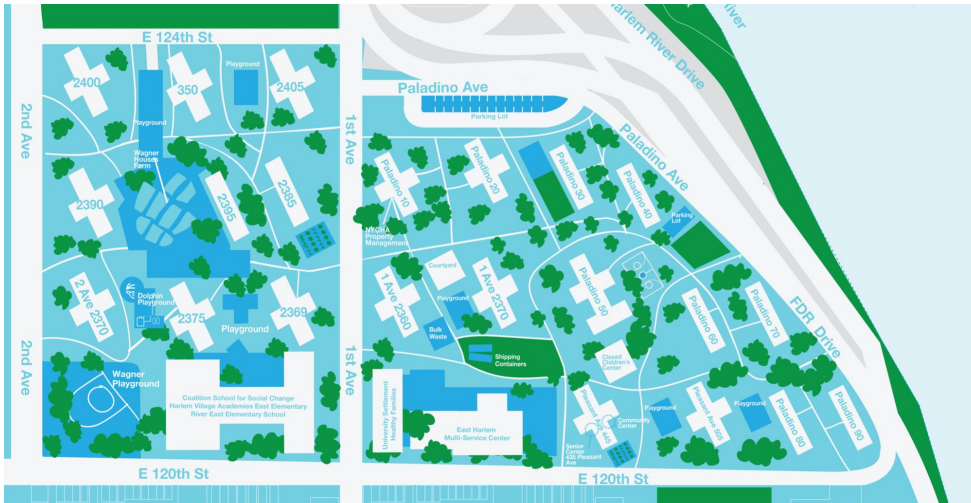 E 124th St
2400
350
2405
Playground
Playground
Wagner
Houses
Farm
2nd Ave
1st Ave
2390
2395
2385
2 Ave 2370
Dolphin
Playground
2375
Playground
2369
2nd Ave
1st Ave
Wagner
Playground
Coalition School for Social Change
Harlem Village Academies East Elementary
River East Elementary School
E 120th St
Harlem River Drive
River
Paladino Ave
Parking Lot
Paladino Ave
Paladino 10
Paladino 20
Paladino 30
Paladino 40
Parking
Lot
NYCHA
Property
Management
Courtyard
1 Ave 2360
Playground
1 Ave 2370
Bulk
Waste
Paladino 50
Paladino 60
Paladino 70
FDR Drive
Shipping
Containers
Closed
Children's
Center
University Settlement
Healthy Families
East Harlem
Multi-Service Center
Pleasant
Ave 446
Community
Center
Senior
Center
435 Pleasant
Ave
Playground
Pleasant Ave 505
Playground
Paladino 80
Paladino 90
E 120th St